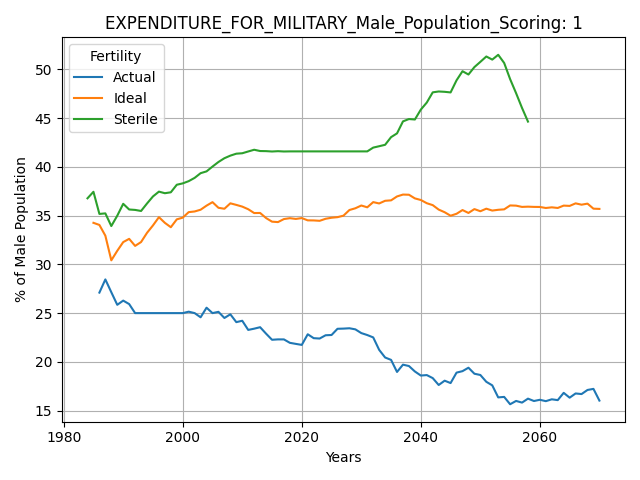 EXPENDITURE_FOR_MILITARY_Male_Population_Scoring: 1
Fertility
Actual
Ideal
Sterile
% of Male Population
50
45
40
35
30
25
20
15
1980
2000
2020
2040
2060
Years